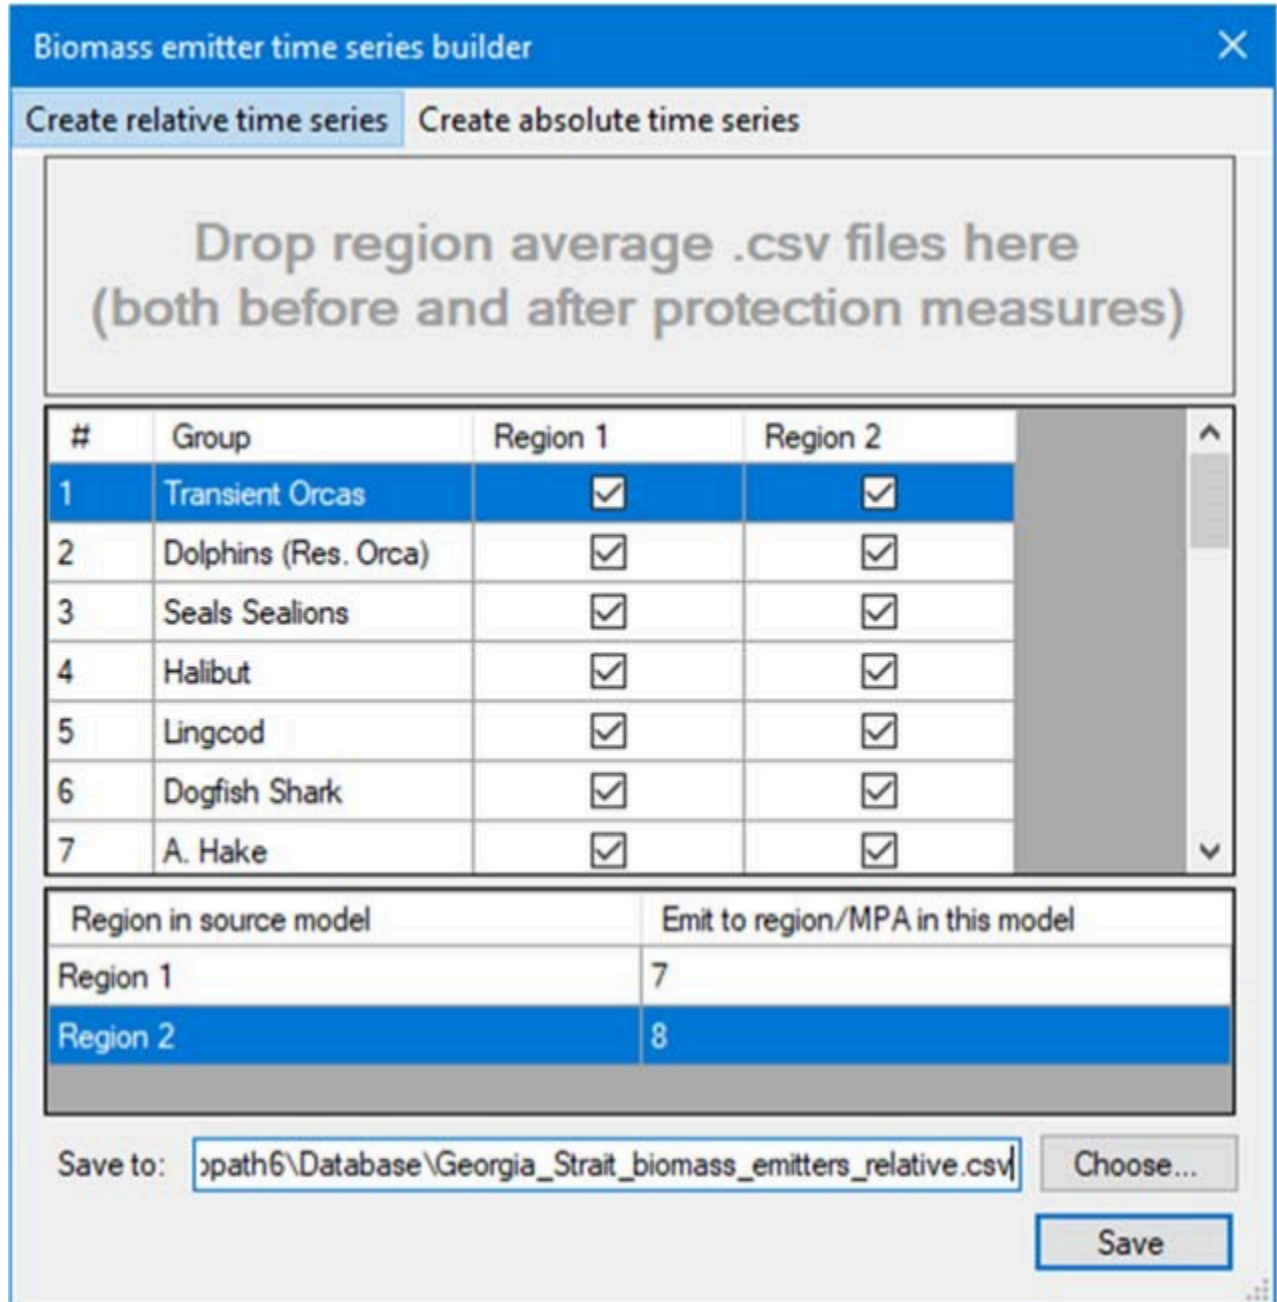 Biomass emitter time series builder
Create relative time series Create absolute time series
Drop region average .csv files here
(both before and after protection measures)
# Group Region 1 Region 2
1 Transient Orcas
2 Dolphins (Res. Orca)
3 Seals Sealions
4 Halibut
5 Lingcod
6 Dogfish Shark
7 A. Hake
Region in source model Emit to region/MPA in this model
Region 1 7
Region 2 8
Save to: opath6\Database\Georgia_Strait_biomass_emitters_relative.csv Choose...
Save